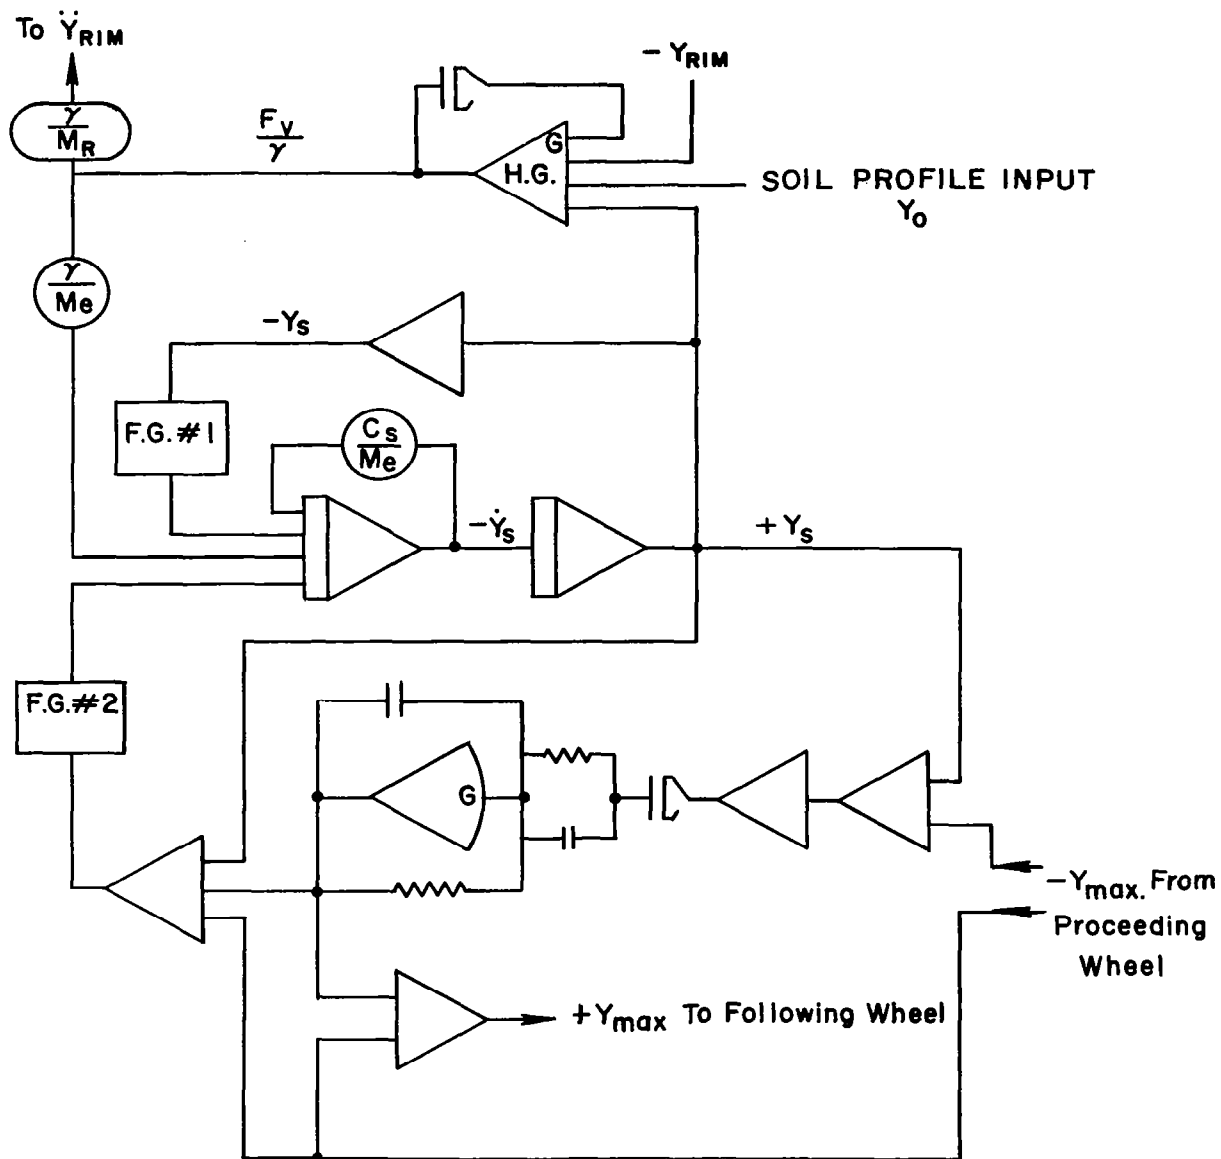 To Ÿ_RIM
γ/M_R
F_v/γ
- Y_RIM
G
H.G.
SOIL PROFILE INPUT
Y_o
γ/Me
-Y_s
F.G. #1
C_s/Me
-Ẏ_s
+ Y_s
F.G.#2
G
-Y_max. From
Proceeding
Wheel
+Y_max To Following Wheel